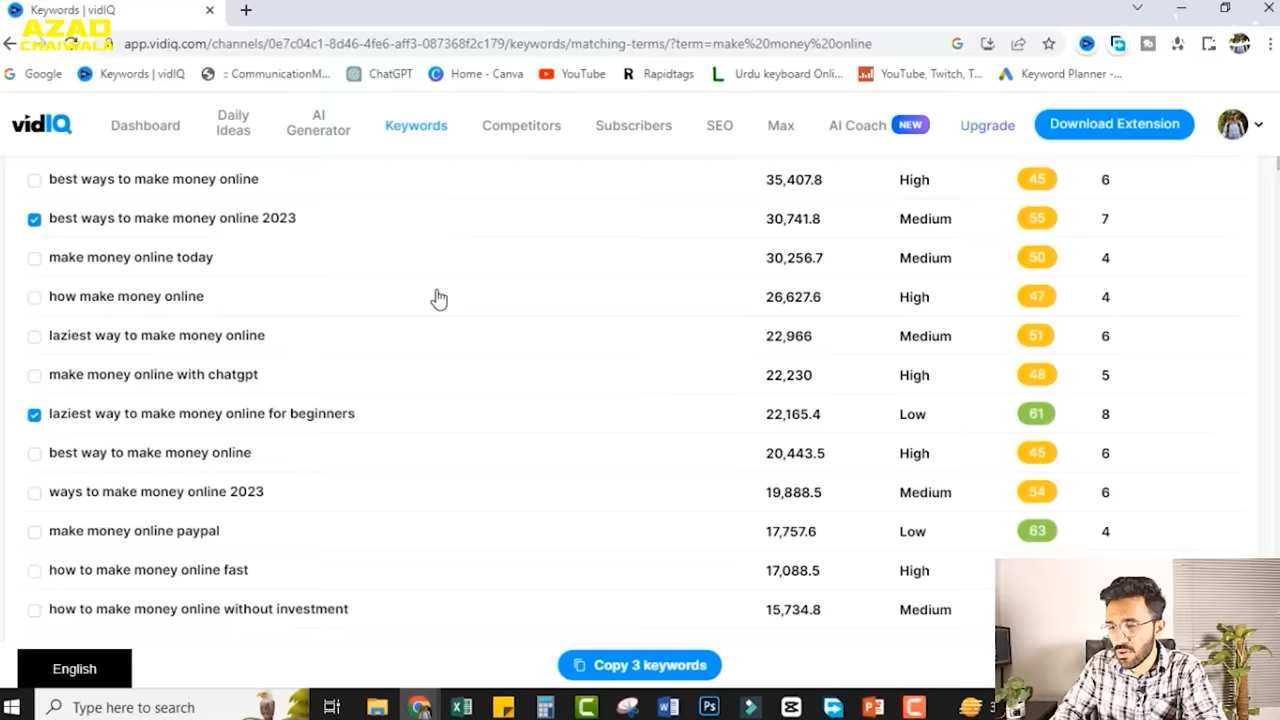 Keywords | vidIQ
AZAD
CHAIWALA
app.vidiq.com/channels/0e7c04c1-8d46-4fe6-aff3-087368f2c179/keywords/matching-terms/?term=make%20money%20online
Google
Keywords | vidIQ
:: CommunicationM...
ChatGPT
Home - Canva
YouTube
Rapidtags
Urdu keyboard Onli...
YouTube, Twitch, T...
Keyword Planner -...
vidIQ
Dashboard
Daily
Ideas
AI
Generator
Keywords
Competitors
Subscribers
SEO
Max
AI Coach NEW
Upgrade
Download Extension
best ways to make money online 35,407.8 High 45 6
best ways to make money online 2023 30,741.8 Medium 55 7
make money online today 30,256.7 Medium 50 4
how make money online 26,627.6 High 47 4
laziest way to make money online 22,966 Medium 51 6
make money online with chatgpt 22,230 High 48 5
laziest way to make money online for beginners 22,165.4 Low 61 8
best way to make money online 20,443.5 High 45 6
ways to make money online 2023 19,888.5 Medium 54 6
make money online paypal 17,757.6 Low 63 4
how to make money online fast 17,088.5 High
how to make money online without investment 15,734.8 Medium
English
Copy 3 keywords
Type here to search